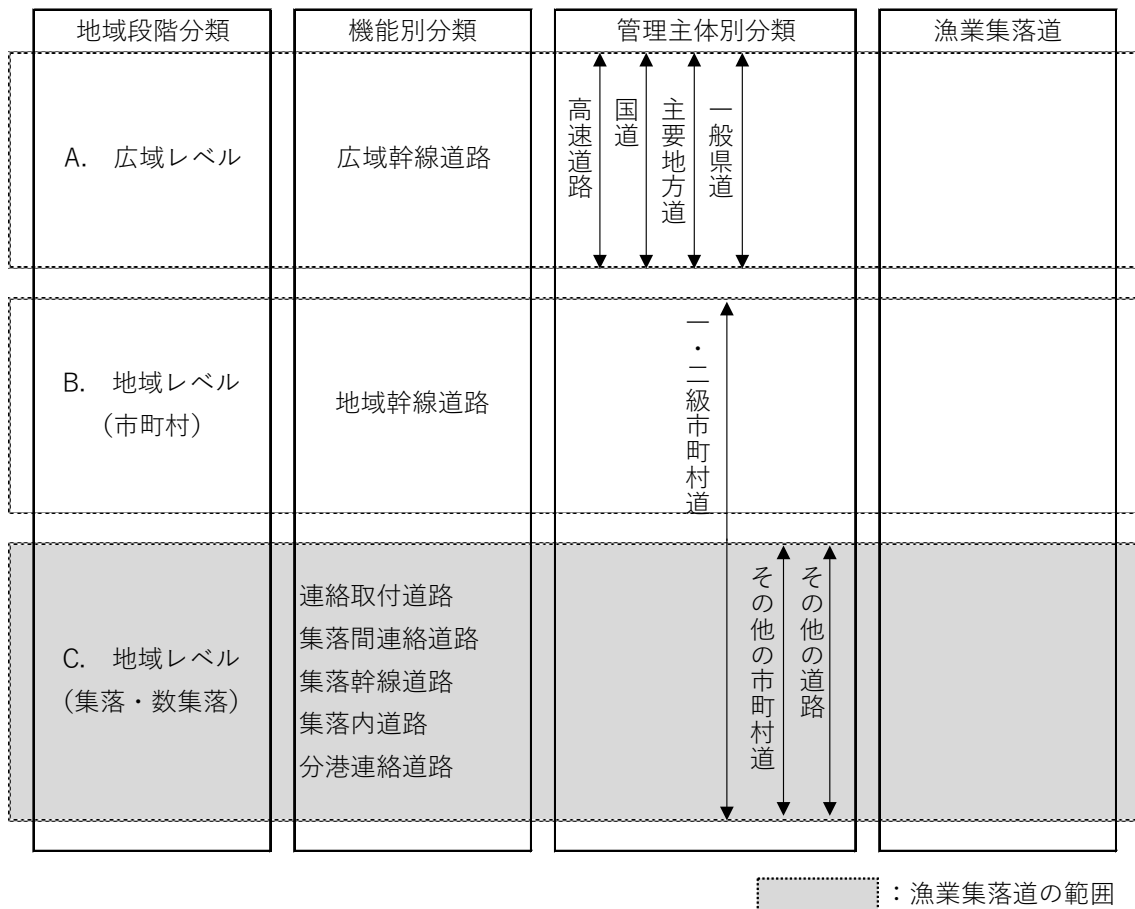 地域段階分類
機能別分類
管理主体別分類
漁業集落道
A.　広域レベル
広域幹線道路
高速道路
国道
主要地方道
一般県道
B.　地域レベル
（市町村）
地域幹線道路
一・二級市町村道
C.　地域レベル
（集落・数集落）
連絡取付道路
集落間連絡道路
集落幹線道路
集落内道路
分港連絡道路
その他の市町村道
その他の道路
：漁業集落道の範囲